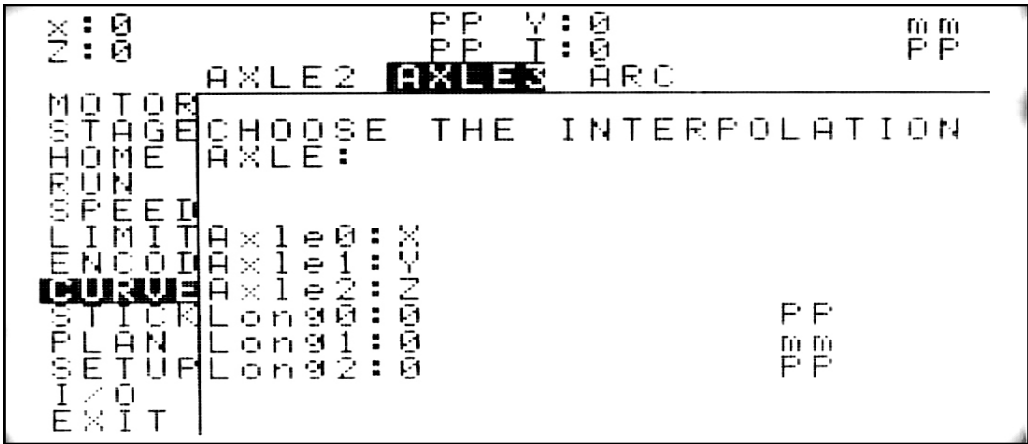 X:0 PP Y:0 mm
Z:0 PP T:0 PP
AXLE2 AXLE3 ARC
MOTOR
STAGE
HOME
RUN
SPEED
LIMIT
ENCOD
CURVE
STICK
PLAN
SETUP
I/O
EXIT
CHOOSE THE INTERPOLATION
AXLE:
Axle0:X
Axle1:Y
Axle2:Z
Long0:0 PP
Long1:0 mm
Long2:0 PP